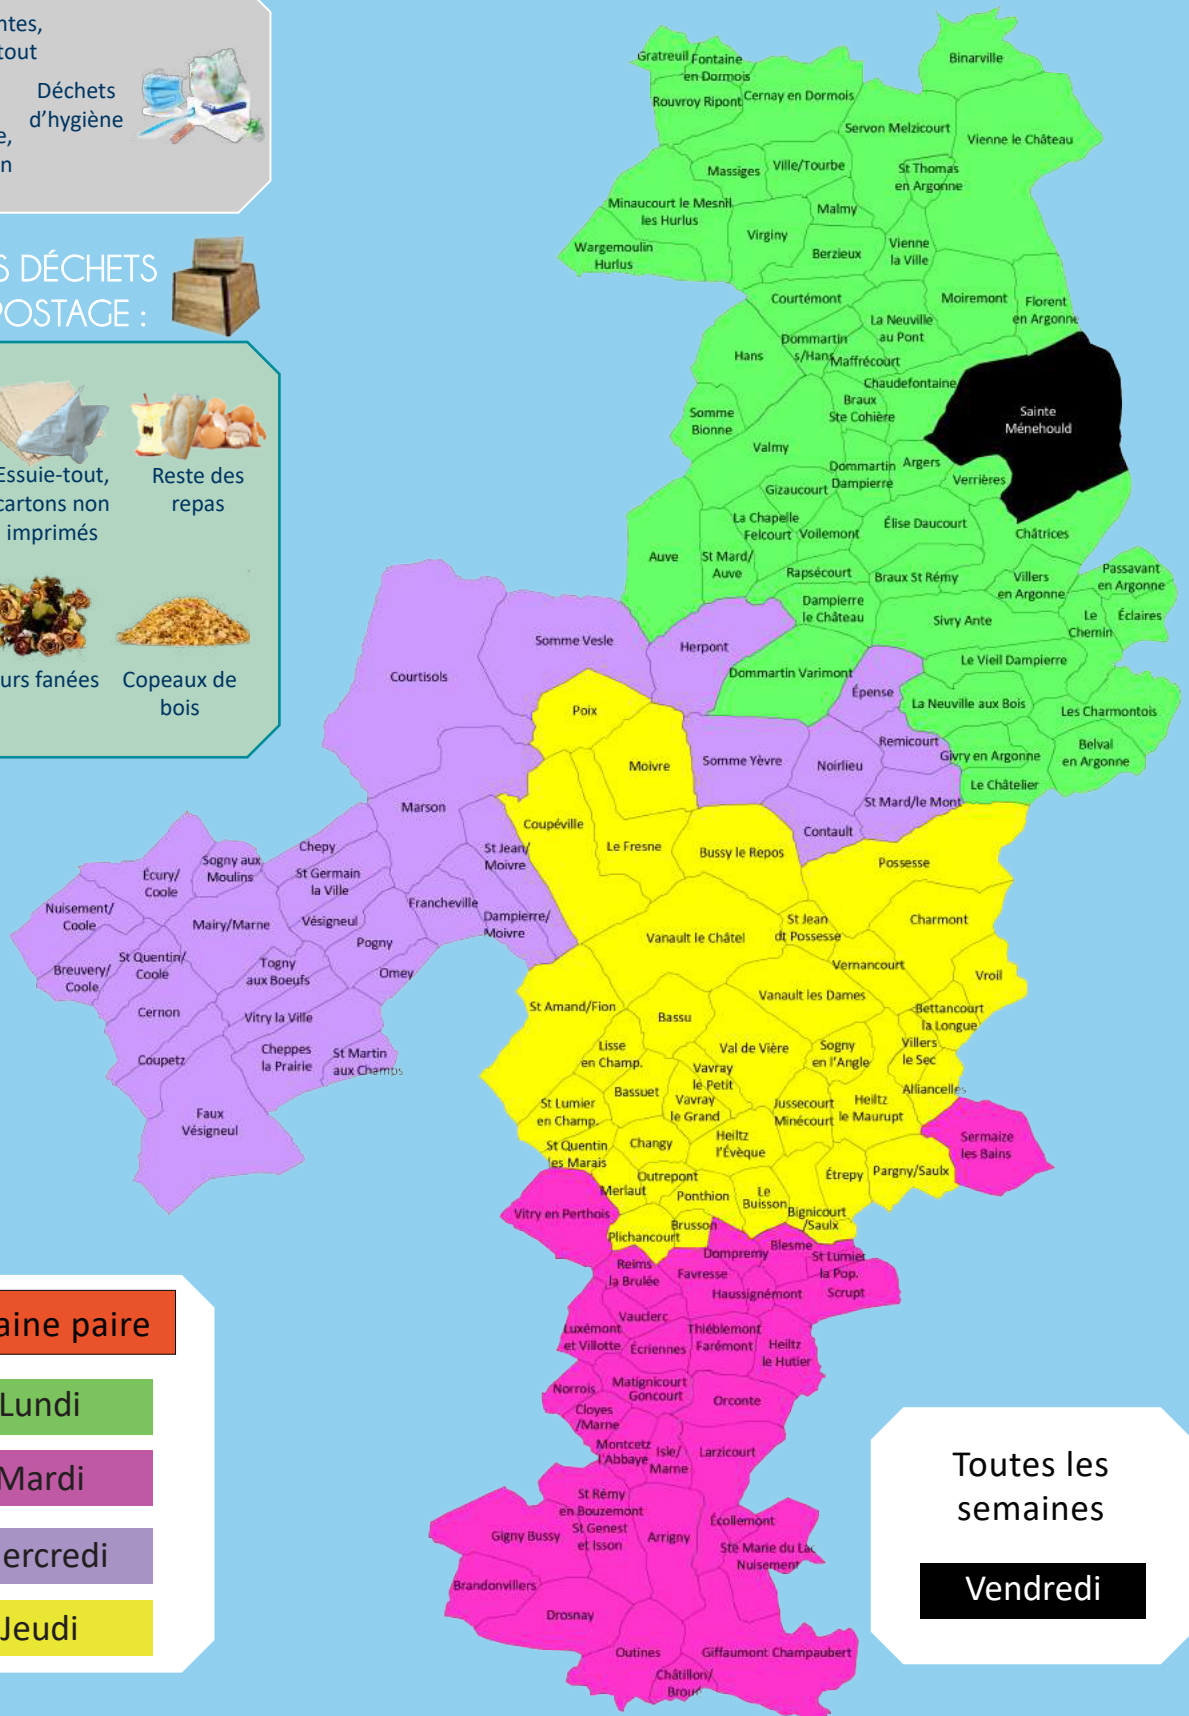 ntes,
tout
Déchets
d'hygiène
e,
n
S DÉCHETS
POSTAGE :
Essuie-tout,
cartons non
imprimés
Reste des
repas
urs fanées
Copeaux de
bois
Gratreuil
Fontaine
en Dormois
Binarville
Rouvroy Ripont
Cernay en Dormois
Servon Melzicourt
Vienne le Château
Massiges
Ville/Tourbe
St Thomas
en Argonne
Minaucourt le Mesnil
les Hurlus
Malmy
Wargemoulin
Hurlus
Virginy
Berzieux
Vienne
la Ville
Courtémont
Moiremont
Florent
en Argonne
La Neuville
au Pont
Hans
Dommartin
s/Hans
Maffrécourt
Chaudefontaine
Braux
Ste Cohière
Sainte
Ménehould
Somme
Bionne
Valmy
Dommartin
Dampierre
Argers
Verrières
Gizaucourt
La Chapelle
Felcourt
Voilemont
Élise Daucourt
Châtrices
Auve
St Mard/
Auve
Rapsécourt
Braux St Rémy
Villers
en Argonne
Passavant
en Argonne
Dampierre
le Château
Sivry Ante
Le
Chemin
Éclaires
Somme Vesle
Herpont
Courtisols
Dommartin Varimont
Le Vieil Dampierre
Épense
La Neuville aux Bois
Les Charmontois
Poix
Remicourt
Givry en Argonne
Belval
en Argonne
Moivre
Somme Yèvre
Noirlieu
Le Châtelier
St Mard/le Mont
Marson
Coupéville
Contault
Chepy
St Jean/
Moivre
Le Fresne
Bussy le Repos
Possesse
Écury/
Coole
Sogny aux
Moulins
St Germain
la Ville
Francheville
Nuisement/
Coole
Mairy/Marne
Vésigneul
Dampierre/
Moivre
St Jean
dt Possesse
Charmont
Pogny
Vanault le Châtel
Breuvery/
Coole
St Quentin/
Coole
Togny
aux Boeufs
Omey
Vernancourt
Vroil
Vanault les Dames
Cernon
Vitry la Ville
St Amand/Fion
Bassu
Bettancourt
la Longue
Coupetz
Cheppes
la Prairie
St Martin
aux Champs
Lisse
en Champ.
Val de Vière
Sogny
en l'Angle
Villers
le Sec
Vavray
le Petit
Bassuet
Vavray
le Grand
Alliancelles
Faux
Vésigneul
St Lumier
en Champ.
Jussecourt
Minécourt
Heiltz
le Maurupt
St Quentin
les Marais
Changy
Heiltz
l'Évèque
Sermaize
les Bains
Outrepont
Étrepy
Pargny/Saulx
Merlaut
Ponthion
Le
Buisson
Vitry en Perthois
Bignicourt
/Saulx
Plichancourt
Brusson
Dompremy
Blesme
St Lumier
la Pop.
Reims
la Brulée
Favresse
Haussignémont
Scrupt
Vauclerc
Luxémont
et Villotte
Écriennes
Thiéblemont
Farémont
Heiltz
le Hutier
Norrois
Matignicourt
Goncourt
Orconte
Cloyes
/Marne
Montcetz
l'Abbaye
Isle/
Marne
Larzicourt
St Rémy
en Bouzemont
St Genest
et Isson
Gigny Bussy
Arrigny
Écollemont
Ste Marie du Lac
Nuisement
Brandonvillers
Drosnay
Outines
Giffaumont Champaubert
Châtillon/
Broué
aine paire
Lundi
Mardi
ercredi
Jeudi
Toutes les
semaines
Vendredi